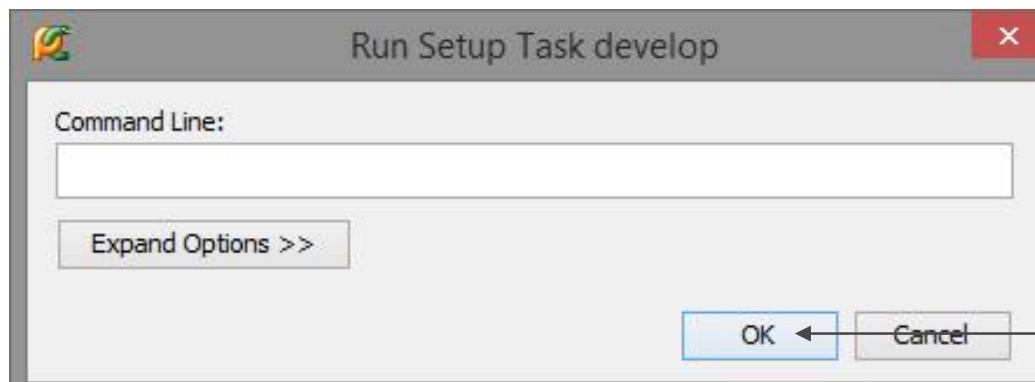 Run Setup Task develop
Command Line:
Expand Options >>
OK
Cancel